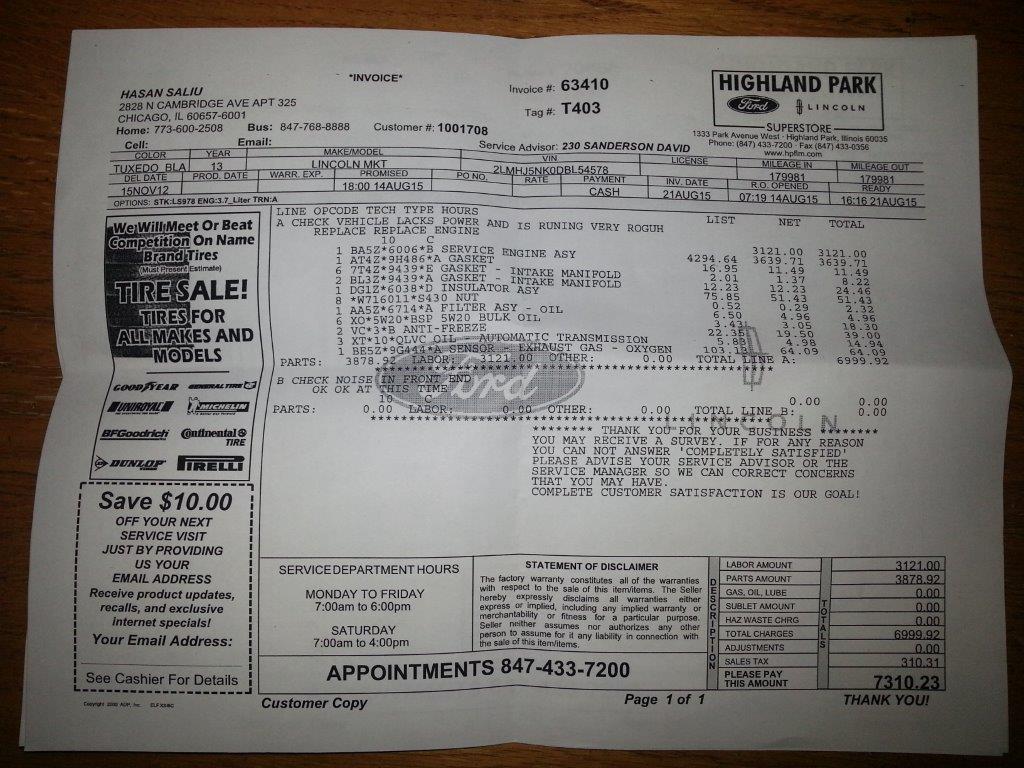 *INVOICE*
Invoice #: 63410
Tag #: T403
HASAN SALIU
2828 N CAMBRIDGE AVE APT 325
CHICAGO, IL 60657-6001
Home: 773-600-2508 Bus: 847-768-8888 Customer #: 1001708
Cell: Email: Service Advisor: 230 SANDERSON DAVID
HIGHLAND PARK
Ford LINCOLN
SUPERSTORE
1333 Park Avenue West · Highland Park, Illinois 60035
Phone: (847) 433-7200 · Fax (847) 433-0356
www.hpflm.com
COLOR YEAR MAKE/MODEL VIN LICENSE MILEAGE IN MILEAGE OUT
TUXEDO_BLA 13 LINCOLN MKT 2LMHJ5NK0DBL54578 179981 179981
DEL DATE PROD. DATE WARR. EXP. PROMISED PO NO. RATE PAYMENT INV. DATE R.O. OPENED READY
15NOV12 18:00 14AUG15 CASH 21AUG15 07:19 14AUG15 16:16 21AUG15
OPTIONS: STK:LS978 ENG:3.7_Liter TRN:A
LINE OPCODE TECH TYPE HOURS LIST NET TOTAL
A CHECK VEHICLE LACKS POWER AND IS RUNING VERY ROGUH
REPLACE REPLACE ENGINE
10 C 3121.00 3121.00
1 BA5Z*6006*B SERVICE ENGINE ASY 4294.64 3639.71 3639.71
1 AT4Z*9H486*A GASKET 16.95 11.49 11.49
6 7T4Z*9439*E GASKET - INTAKE MANIFOLD 2.01 1.37 8.22
2 BL3Z*9439*A GASKET - INTAKE MANIFOLD 12.23 12.23 24.46
1 DG1Z*6038*D INSULATOR ASY 75.85 51.43 51.43
8 *W716011*S430 NUT 0.52 0.29 2.32
1 AA5Z*6714*A FILTER ASY - OIL 6.50 4.96 4.96
6 XO*5W20*BSP 5W20 BULK OIL 3.43 3.05 18.30
2 VC*3*B ANTI-FREEZE 22.35 19.50 39.00
3 XT*10*QLVC OIL - AUTOMATIC TRANSMISSION 5.88 4.98 14.94
1 BE5Z*9G444*A SENSOR - EXHAUST GAS - OXYGEN 64.09 64.09
PARTS: 3878.92 LABOR: 3121.00 OTHER: 0.00 TOTAL LINE A: 6999.92
B CHECK NOISE IN FRONT END
OK OK AT THIS TIME
10 C 0.00 0.00
PARTS: 0.00 LABOR: 0.00 OTHER: 0.00 TOTAL LINE B: 0.00
Ford
LINCOLN
******** THANK YOU FOR YOUR BUSINESS ********
YOU MAY RECEIVE A SURVEY. IF FOR ANY REASON
YOU CAN NOT ANSWER 'COMPLETELY SATISFIED'
PLEASE ADVISE YOUR SERVICE ADVISOR OR THE
SERVICE MANAGER SO WE CAN CORRECT CONCERNS
THAT YOU MAY HAVE.
COMPLETE CUSTOMER SATISFACTION IS OUR GOAL!
We Will Meet Or Beat
Competition On Name
Brand Tires
(Must Present Estimate)
TIRE SALE!
TIRES FOR
ALL MAKES AND
MODELS
GOODYEAR GENERAL TIRE
UNIROYAL MICHELIN
BFGoodrich Continental TIRE
DUNLOP PIRELLI
Save $10.00
OFF YOUR NEXT
SERVICE VISIT
JUST BY PROVIDING
US YOUR
EMAIL ADDRESS
Receive product updates,
recalls, and exclusive
internet specials!
Your Email Address:
See Cashier For Details
SERVICE DEPARTMENT HOURS
MONDAY TO FRIDAY
7:00am to 6:00pm
SATURDAY
7:00am to 4:00pm
STATEMENT OF DISCLAIMER
The factory warranty constitutes all of the warranties
with respect to the sale of this item/items. The Seller
hereby expressly disclaims all warranties either
express or implied, including any implied warranty or
merchantability or fitness for a particular purpose.
Seller neither assumes nor authorizes any other
person to assume for it any liability in connection with
the sale of this item/items.
APPOINTMENTS 847-433-7200
DESCRIPTION
TOTALS
LABOR AMOUNT 3121.00
PARTS AMOUNT 3878.92
GAS, OIL, LUBE 0.00
SUBLET AMOUNT 0.00
HAZ WASTE CHRG 0.00
TOTAL CHARGES 6999.92
ADJUSTMENTS 0.00
SALES TAX 310.31
PLEASE PAY
THIS AMOUNT 7310.23
Customer Copy Page 1 of 1 THANK YOU!